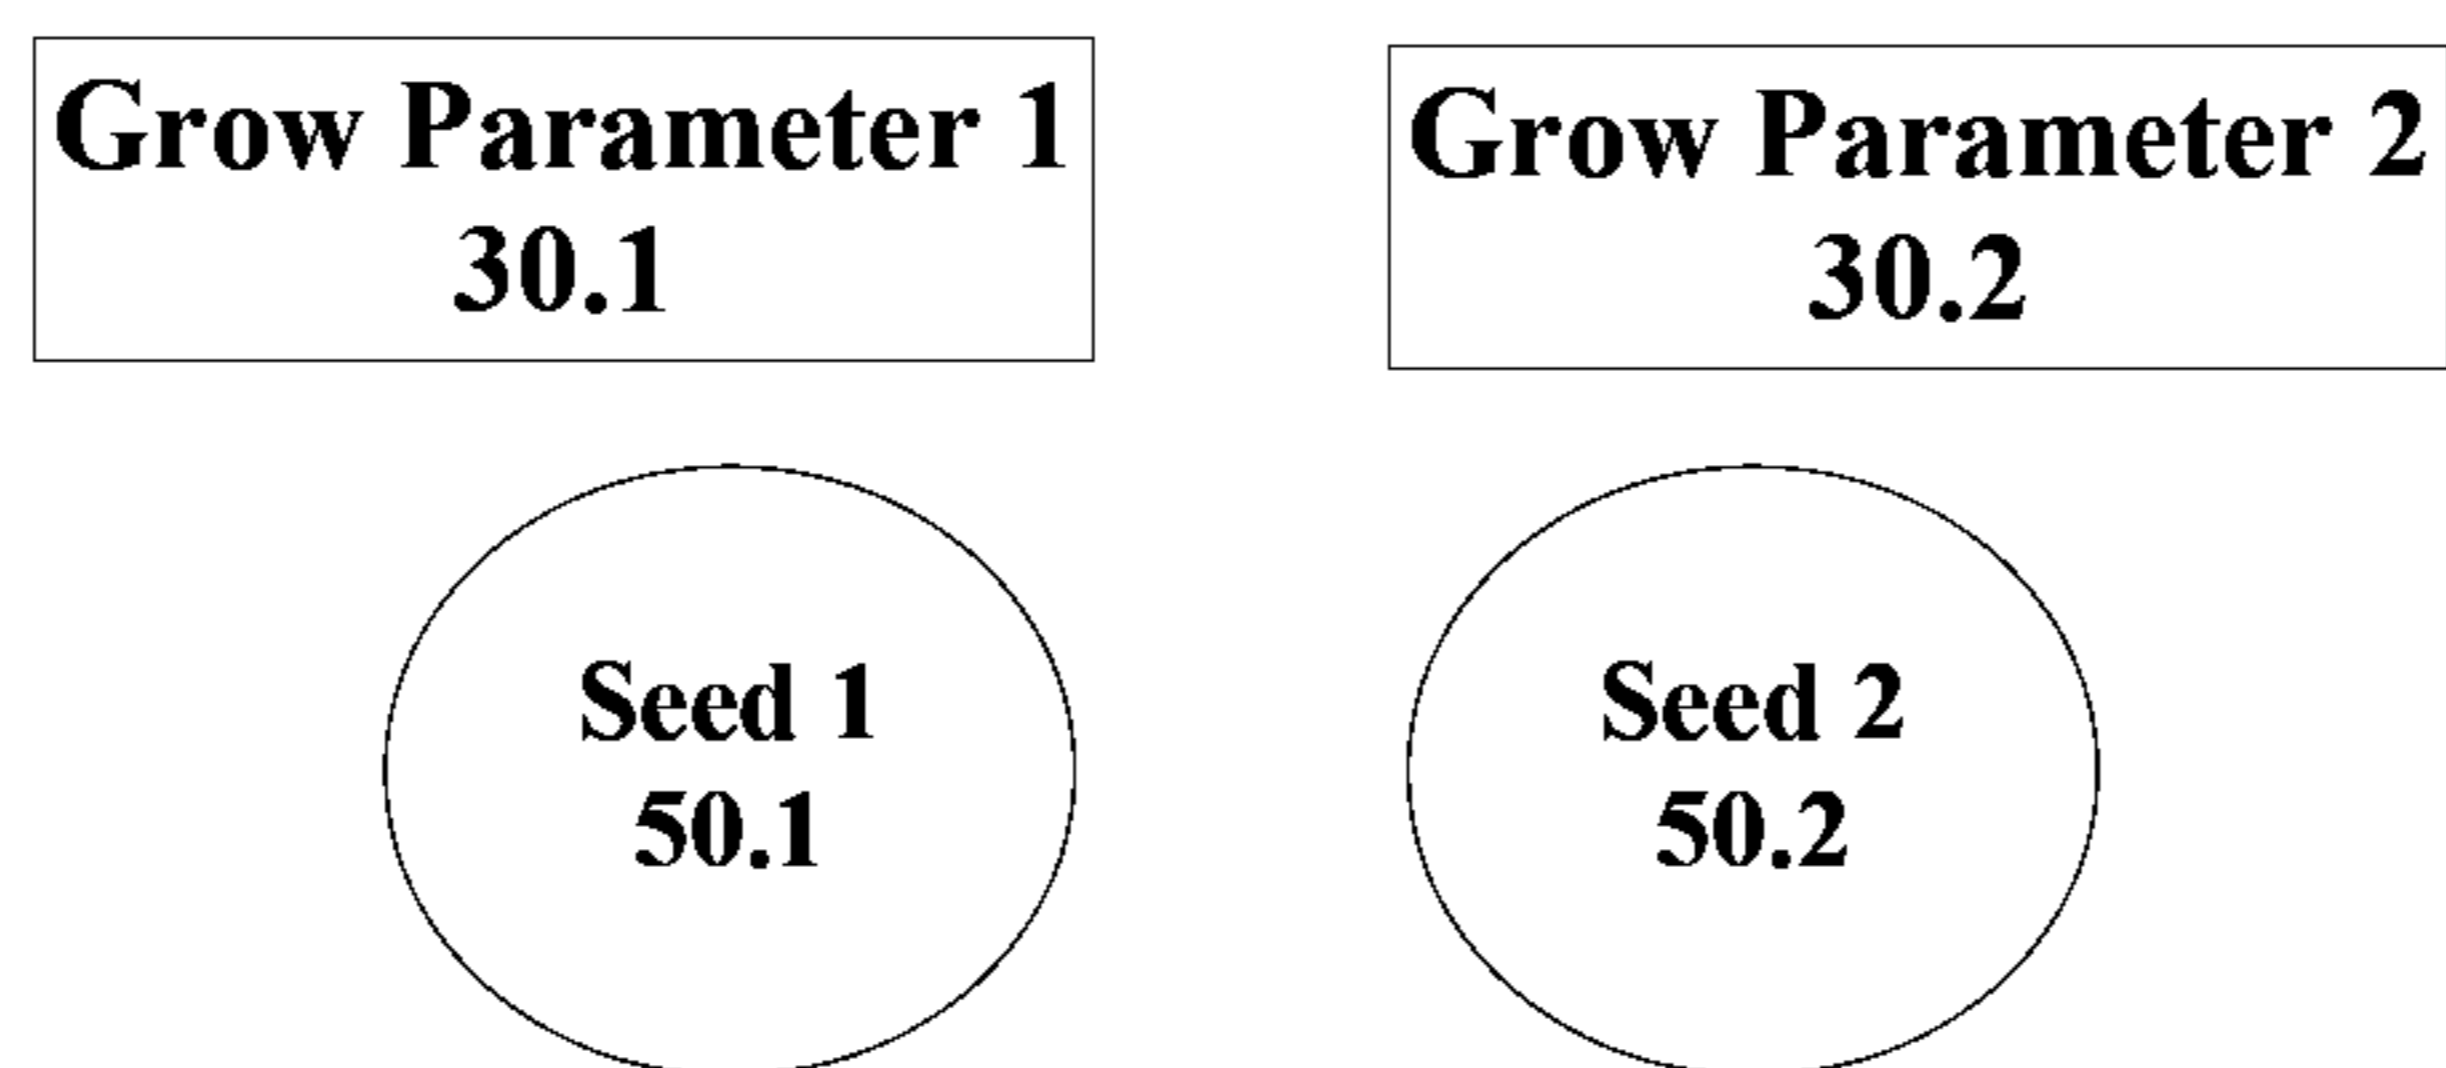 Grow Parameter 1
30.1
Grow Parameter 2
30.2
Seed 1
50.1
Seed 2
50.2